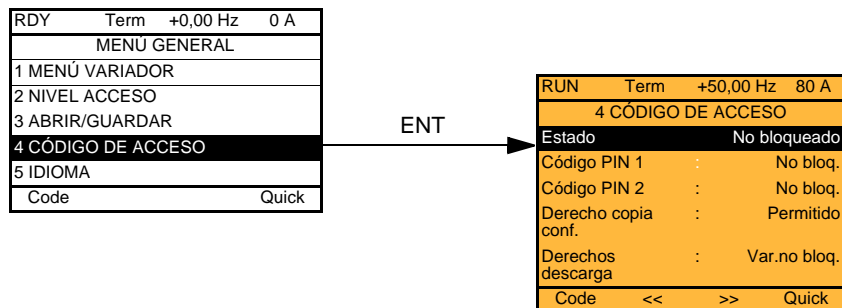 RDY Term +0,00 Hz 0 A
MENÚ GENERAL
1 MENÚ VARIADOR
2 NIVEL ACCESO
3 ABRIR/GUARDAR
4 CÓDIGO DE ACCESO
5 IDIOMA
Code Quick
ENT
RUN Term +50,00 Hz 80 A
4 CÓDIGO DE ACCESO
Estado No bloqueado
Código PIN 1 : No bloq.
Código PIN 2 : No bloq.
Derecho copia : Permitido
conf.
Derechos : Var.no bloq.
descarga
Code << >> Quick